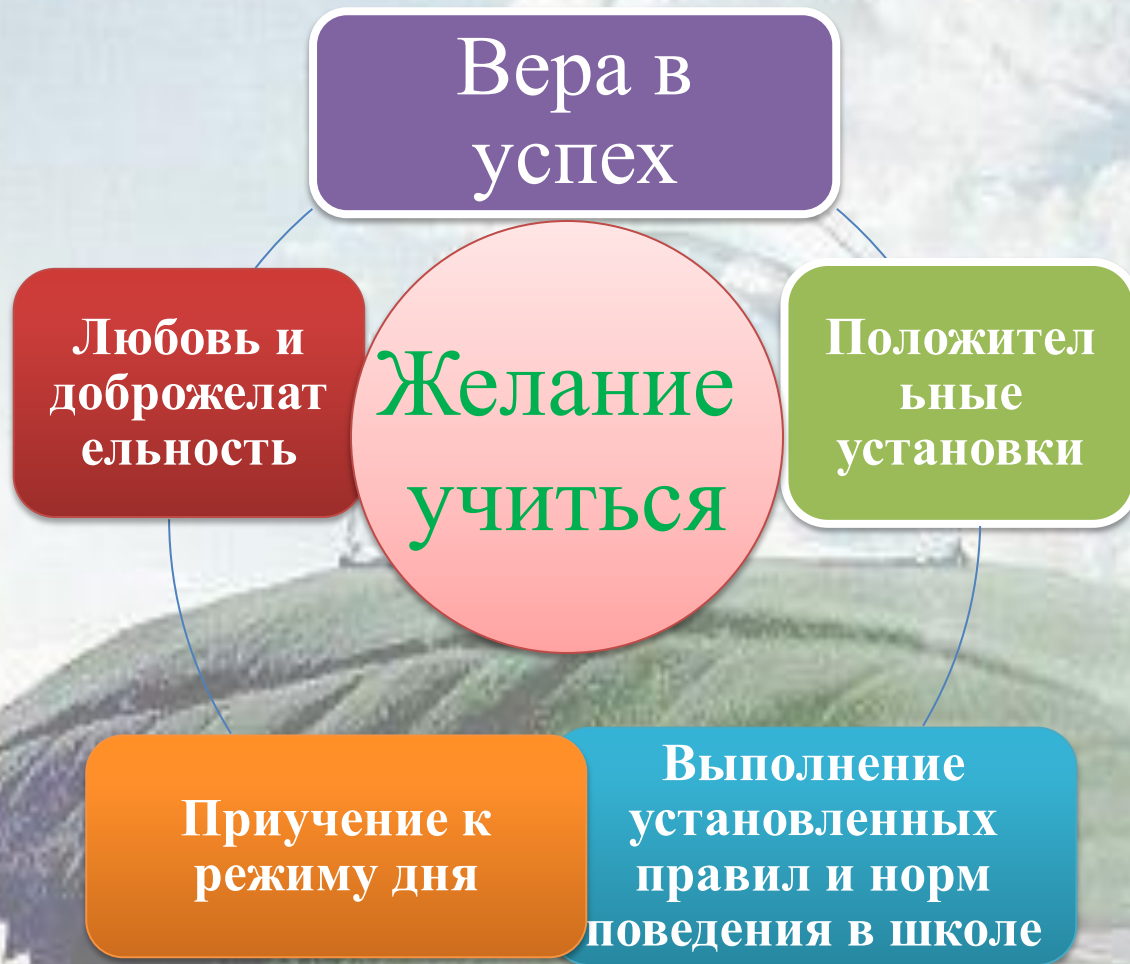 Вера в
успех
Любовь и
доброжелат
ельность
Желание
учиться
Положител
ьные
установки
Приучение к
режиму дня
Выполнение
установленных
правил и норм
поведения в школе